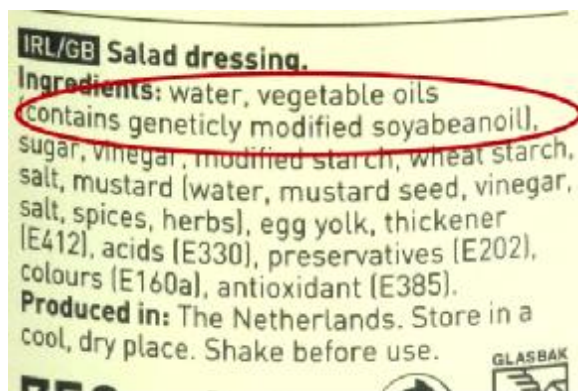 IRL/GB Salad dressing.
Ingredients: water, vegetable oils
(contains geneticly modified soyabeanoil),
sugar, vinegar, modified starch, wheat starch,
salt, mustard (water, mustard seed, vinegar,
salt, spices, herbs), egg yolk, thickener
(E412), acids (E330), preservatives (E202),
colours (E160a), antioxidant (E385).
Produced in: The Netherlands. Store in a
cool, dry place. Shake before use.
GLASBAK